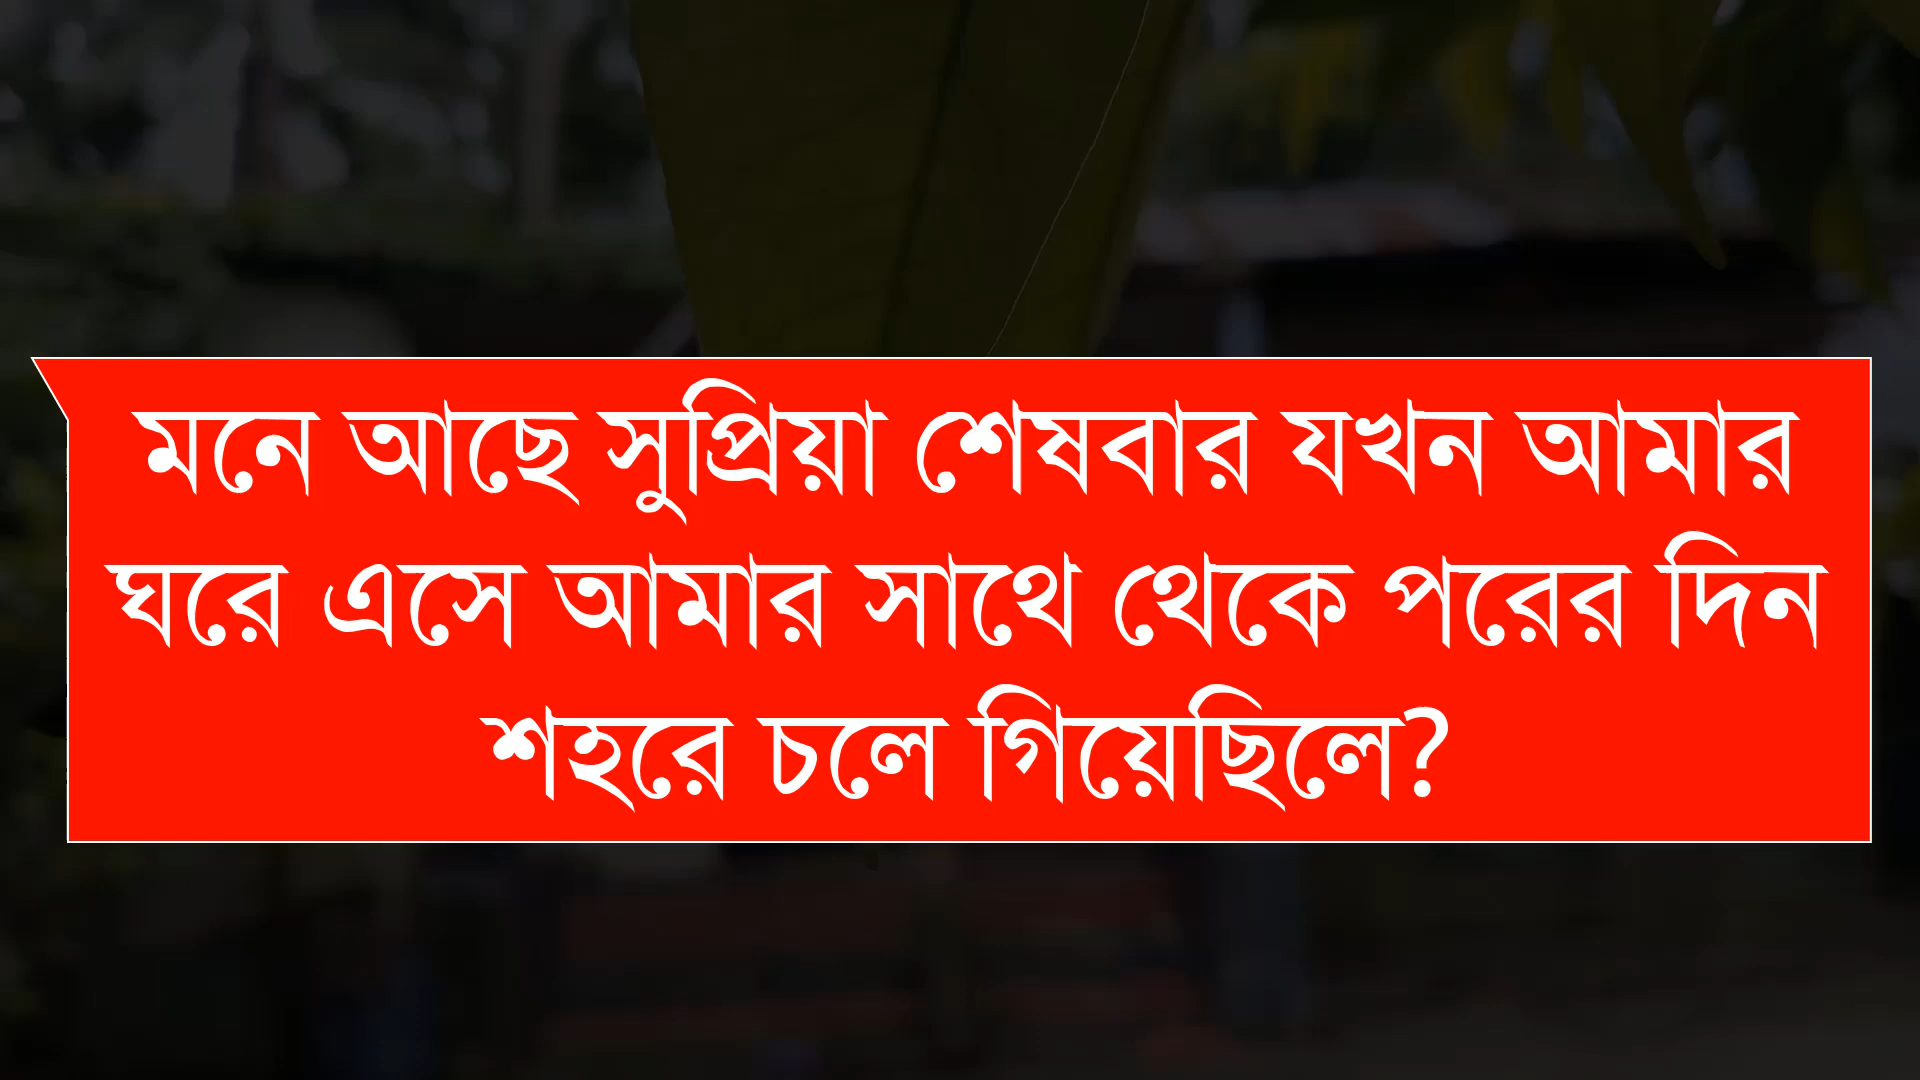 মনে আছে সুপ্রিয়া শেষবার যখন আমার
ঘরে এসে আমার সাথে থেকে পরের দিন
শহরে চলে গিয়েছিলে?